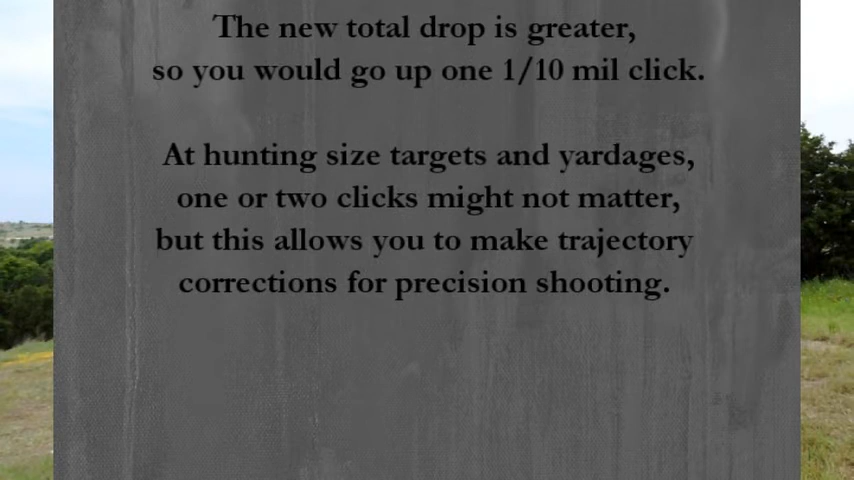 The new total drop is greater,
so you would go up one 1/10 mil click.
At hunting size targets and yardages,
one or two clicks might not matter,
but this allows you to make trajectory
corrections for precision shooting.